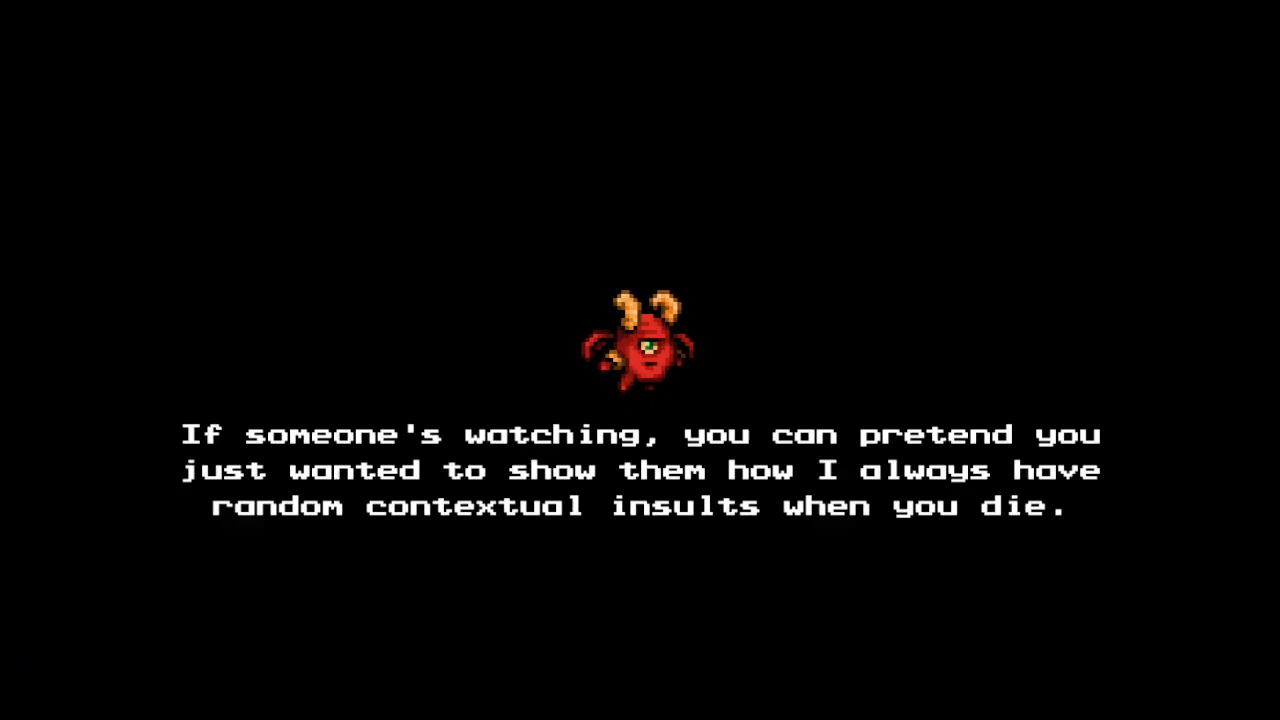 If someone's watching, you can pretend you
just wanted to show them how I always have
random contextual insults when you die.